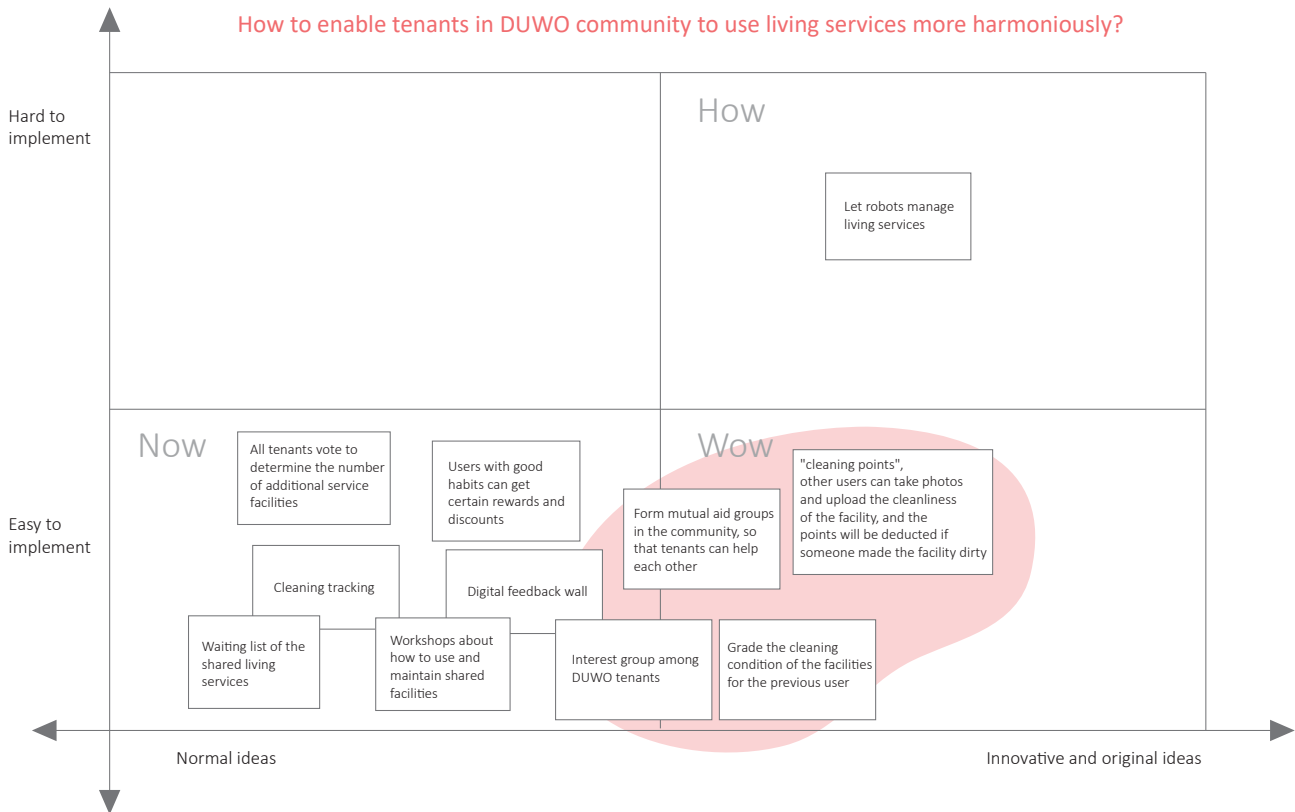 How to enable tenants in DUWO community to use living services more harmoniously?
Hard to
implement
How
Let robots manage
living services
Now
Wow
All tenants vote to
determine the number
of additional service
facilities
Users with good
habits can get
certain rewards and
discounts
"cleaning points",
other users can take photos
and upload the cleanliness
of the facility, and the
points will be deducted if
someone made the facility dirty
Form mutual aid groups
in the community, so
that tenants can help
each other
Easy to
implement
Cleaning tracking
Digital feedback wall
Waiting list of the
shared living
services
Workshops about
how to use and
maintain shared
facilities
Interest group among
DUWO tenants
Grade the cleaning
condition of the facilities
for the previous user
Normal ideas
Innovative and original ideas